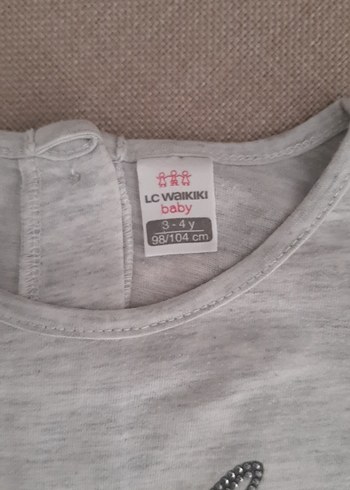 LC WAIKIKI
baby
3 - 4 y
98/104 cm